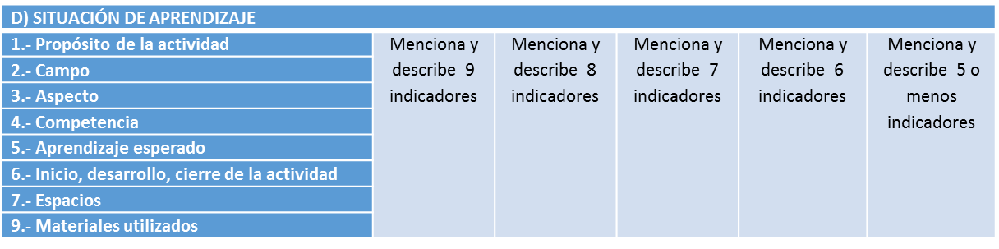 D) SITUACIÓN DE APRENDIZAJE
1.- Propósito de la actividad
2.- Campo
3.- Aspecto
4.- Competencia
5.- Aprendizaje esperado
6.- Inicio, desarrollo, cierre de la actividad
7.- Espacios
9.- Materiales utilizados
Menciona y
describe 9
indicadores
Menciona y
describe 8
indicadores
Menciona y
describe 7
indicadores
Menciona y
describe 6
indicadores
Menciona y
describe 5 o
menos
indicadores